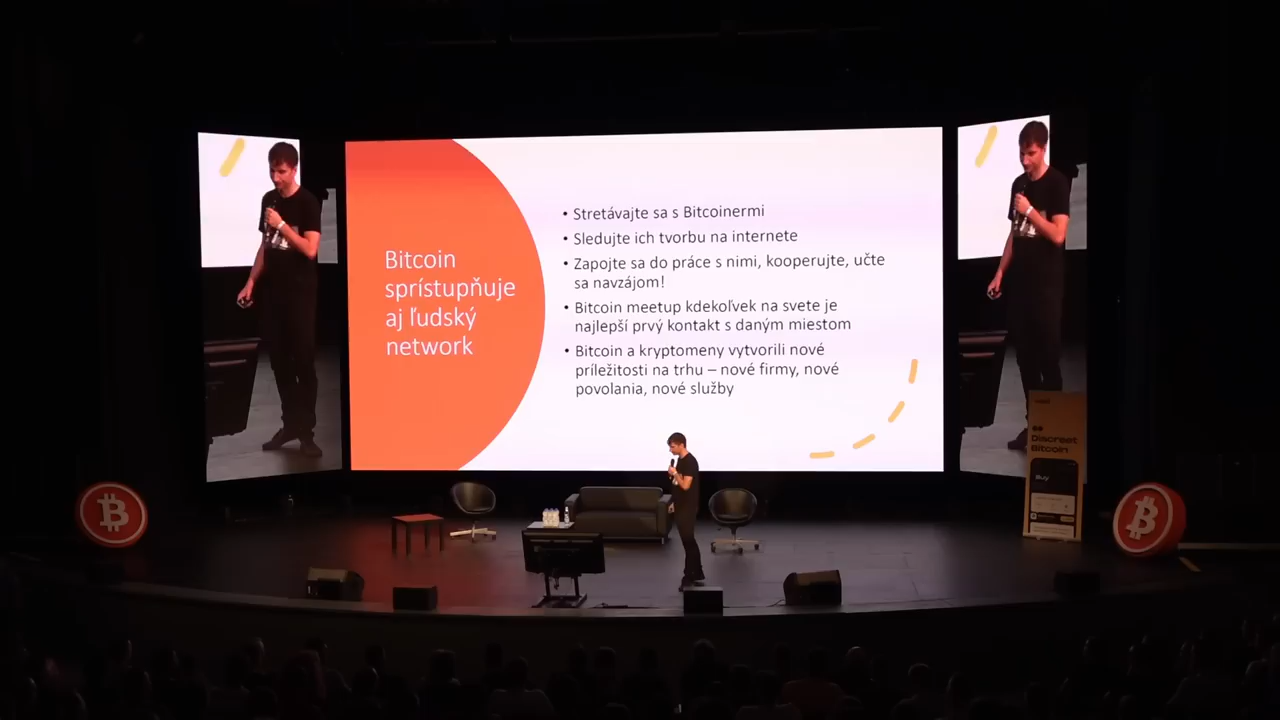 Bitcoin
sprístupňuje
aj ľudský
network
• Stretávajte sa s Bitcoinermi
• Sledujte ich tvorbu na internete
• Zapojte sa do práce s nimi, kooperujte, učte
sa navzájom!
• Bitcoin meetup kdekoľvek na svete je
najlepší prvý kontakt s daným miestom
• Bitcoin a kryptomeny vytvorili nové
príležitosti na trhu – nové firmy, nové
povolania, nové služby
Discreet
Bitcoin
Buy